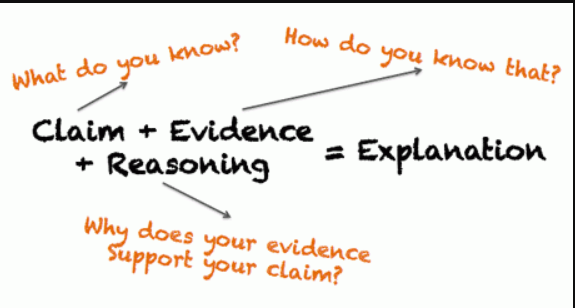 What do you know?
How do you know that?
Claim + Evidence
+ Reasoning
= Explanation
Why does your evidence
Support your claim?